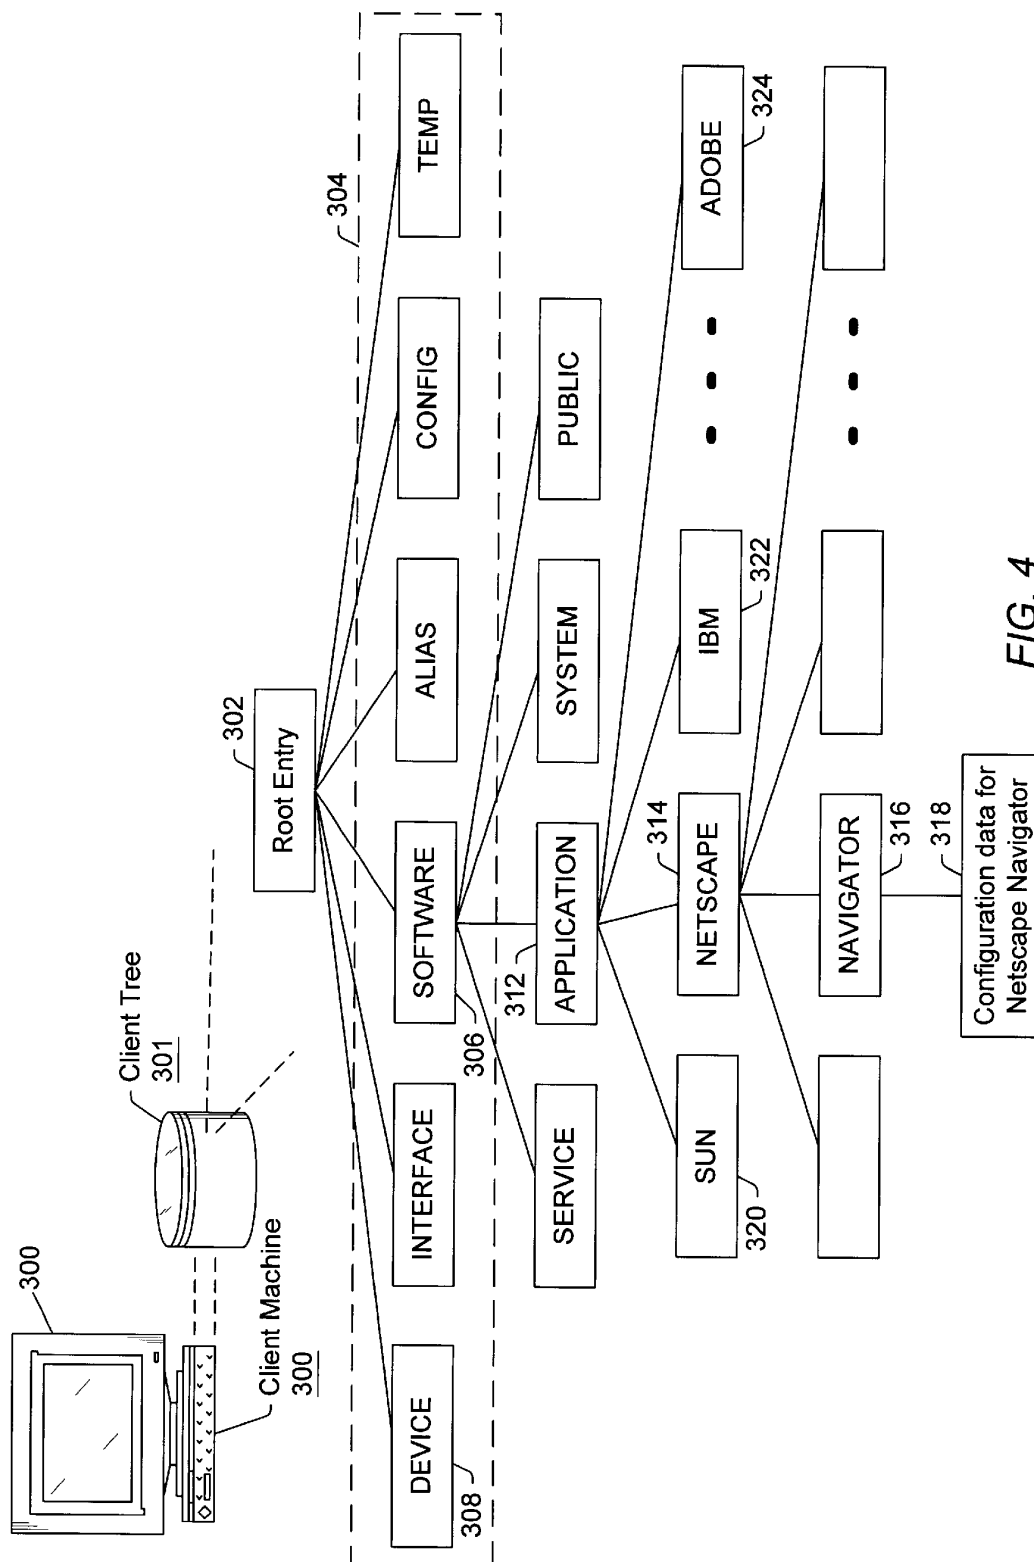 300
Client Machine
300
Client Tree
301
302
Root Entry
304
DEVICE
308
INTERFACE
SOFTWARE
306
ALIAS
CONFIG
TEMP
SERVICE
312
APPLICATION
SYSTEM
PUBLIC
SUN
320
314
NETSCAPE
IBM
322
ADOBE
324
NAVIGATOR
316
318
Configuration data for
Netscape Navigator
FIG. 4